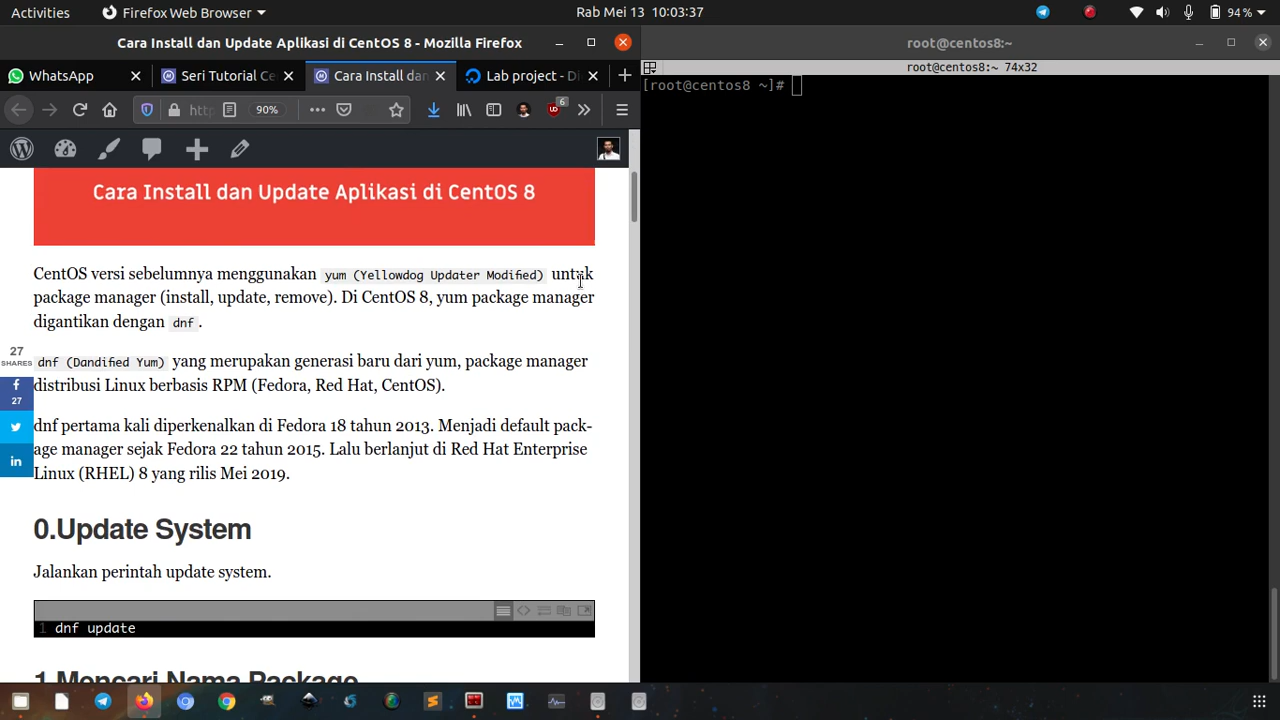 Activities
Firefox Web Browser
Rab Mei 13 10:03:37
94 %
Cara Install dan Update Aplikasi di CentOS 8 - Mozilla Firefox
root@centos8:~
WhatsApp
Seri Tutorial Ce
Cara Install dan
Lab project - Di
root@centos8:~ 74x32
[root@centos8 ~]#
http
90%
6
Cara Install dan Update Aplikasi di CentOS 8
CentOS versi sebelumnya menggunakan yum (Yellowdog Updater Modified) untuk
package manager (install, update, remove). Di CentOS 8, yum package manager
digantikan dengan dnf.
27
SHARES
27
dnf (Dandified Yum) yang merupakan generasi baru dari yum, package manager
distribusi Linux berbasis RPM (Fedora, Red Hat, CentOS).
dnf pertama kali diperkenalkan di Fedora 18 tahun 2013. Menjadi default pack-
age manager sejak Fedora 22 tahun 2015. Lalu berlanjut di Red Hat Enterprise
Linux (RHEL) 8 yang rilis Mei 2019.
0.Update System
Jalankan perintah update system.
1 dnf update
1.Mencari Nama Package